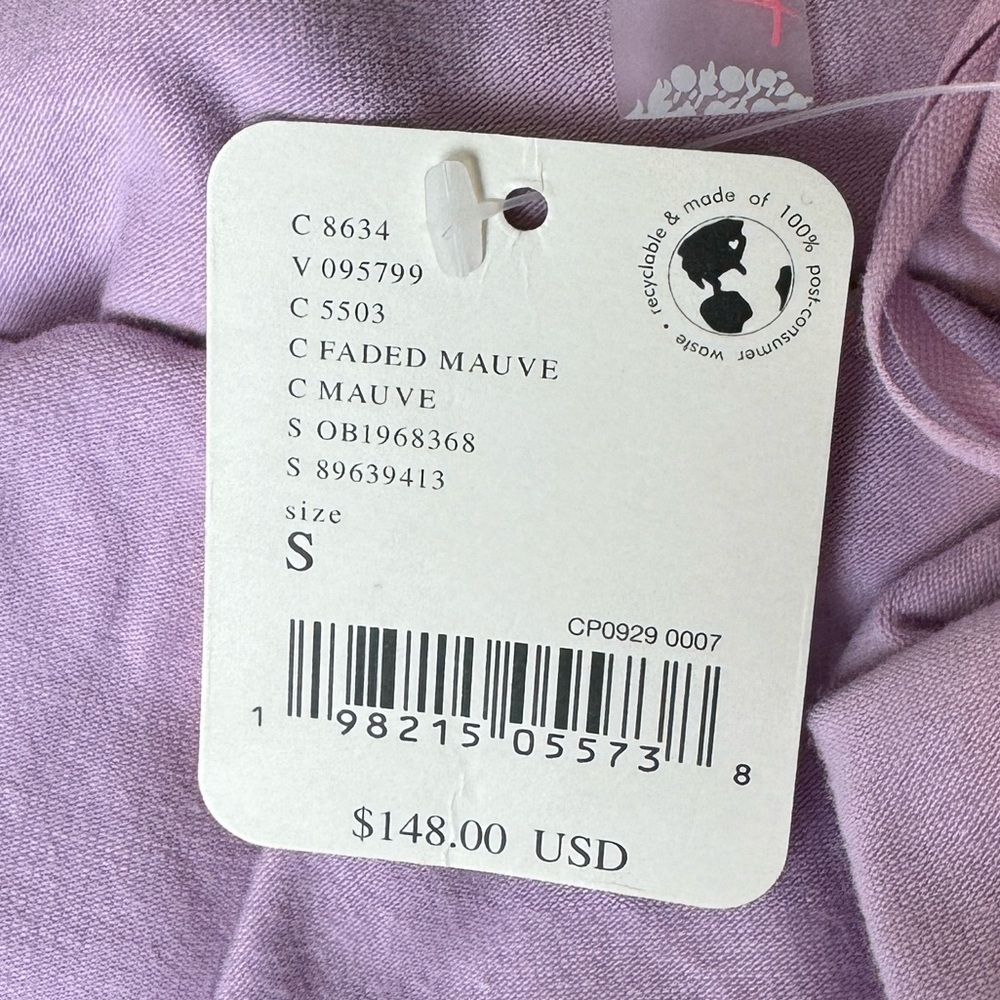 C 8634
V 095799
C 5503
C FADED MAUVE
C MAUVE
S OB1968368
S 89639413
size
S
recyclable & made of 100% post-consumer waste •
CP0929 0007
1 98215 05573 8
$148.00 USD